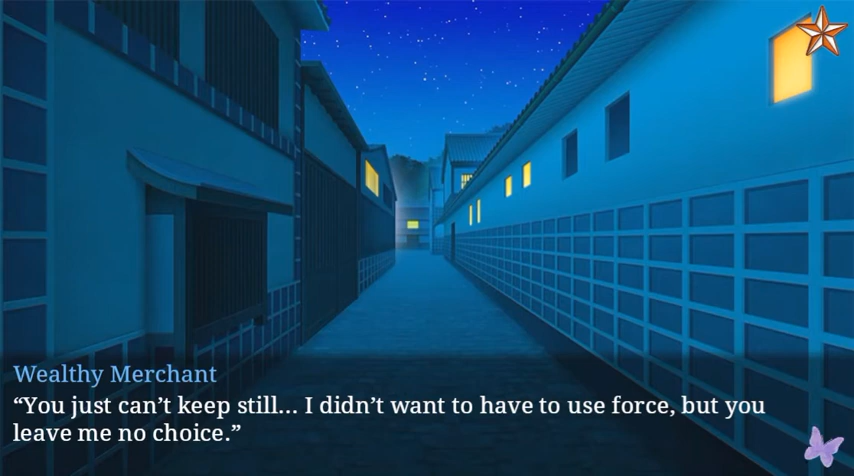 Wealthy Merchant
“You just can’t keep still... I didn’t want to have to use force, but you
leave me no choice.”